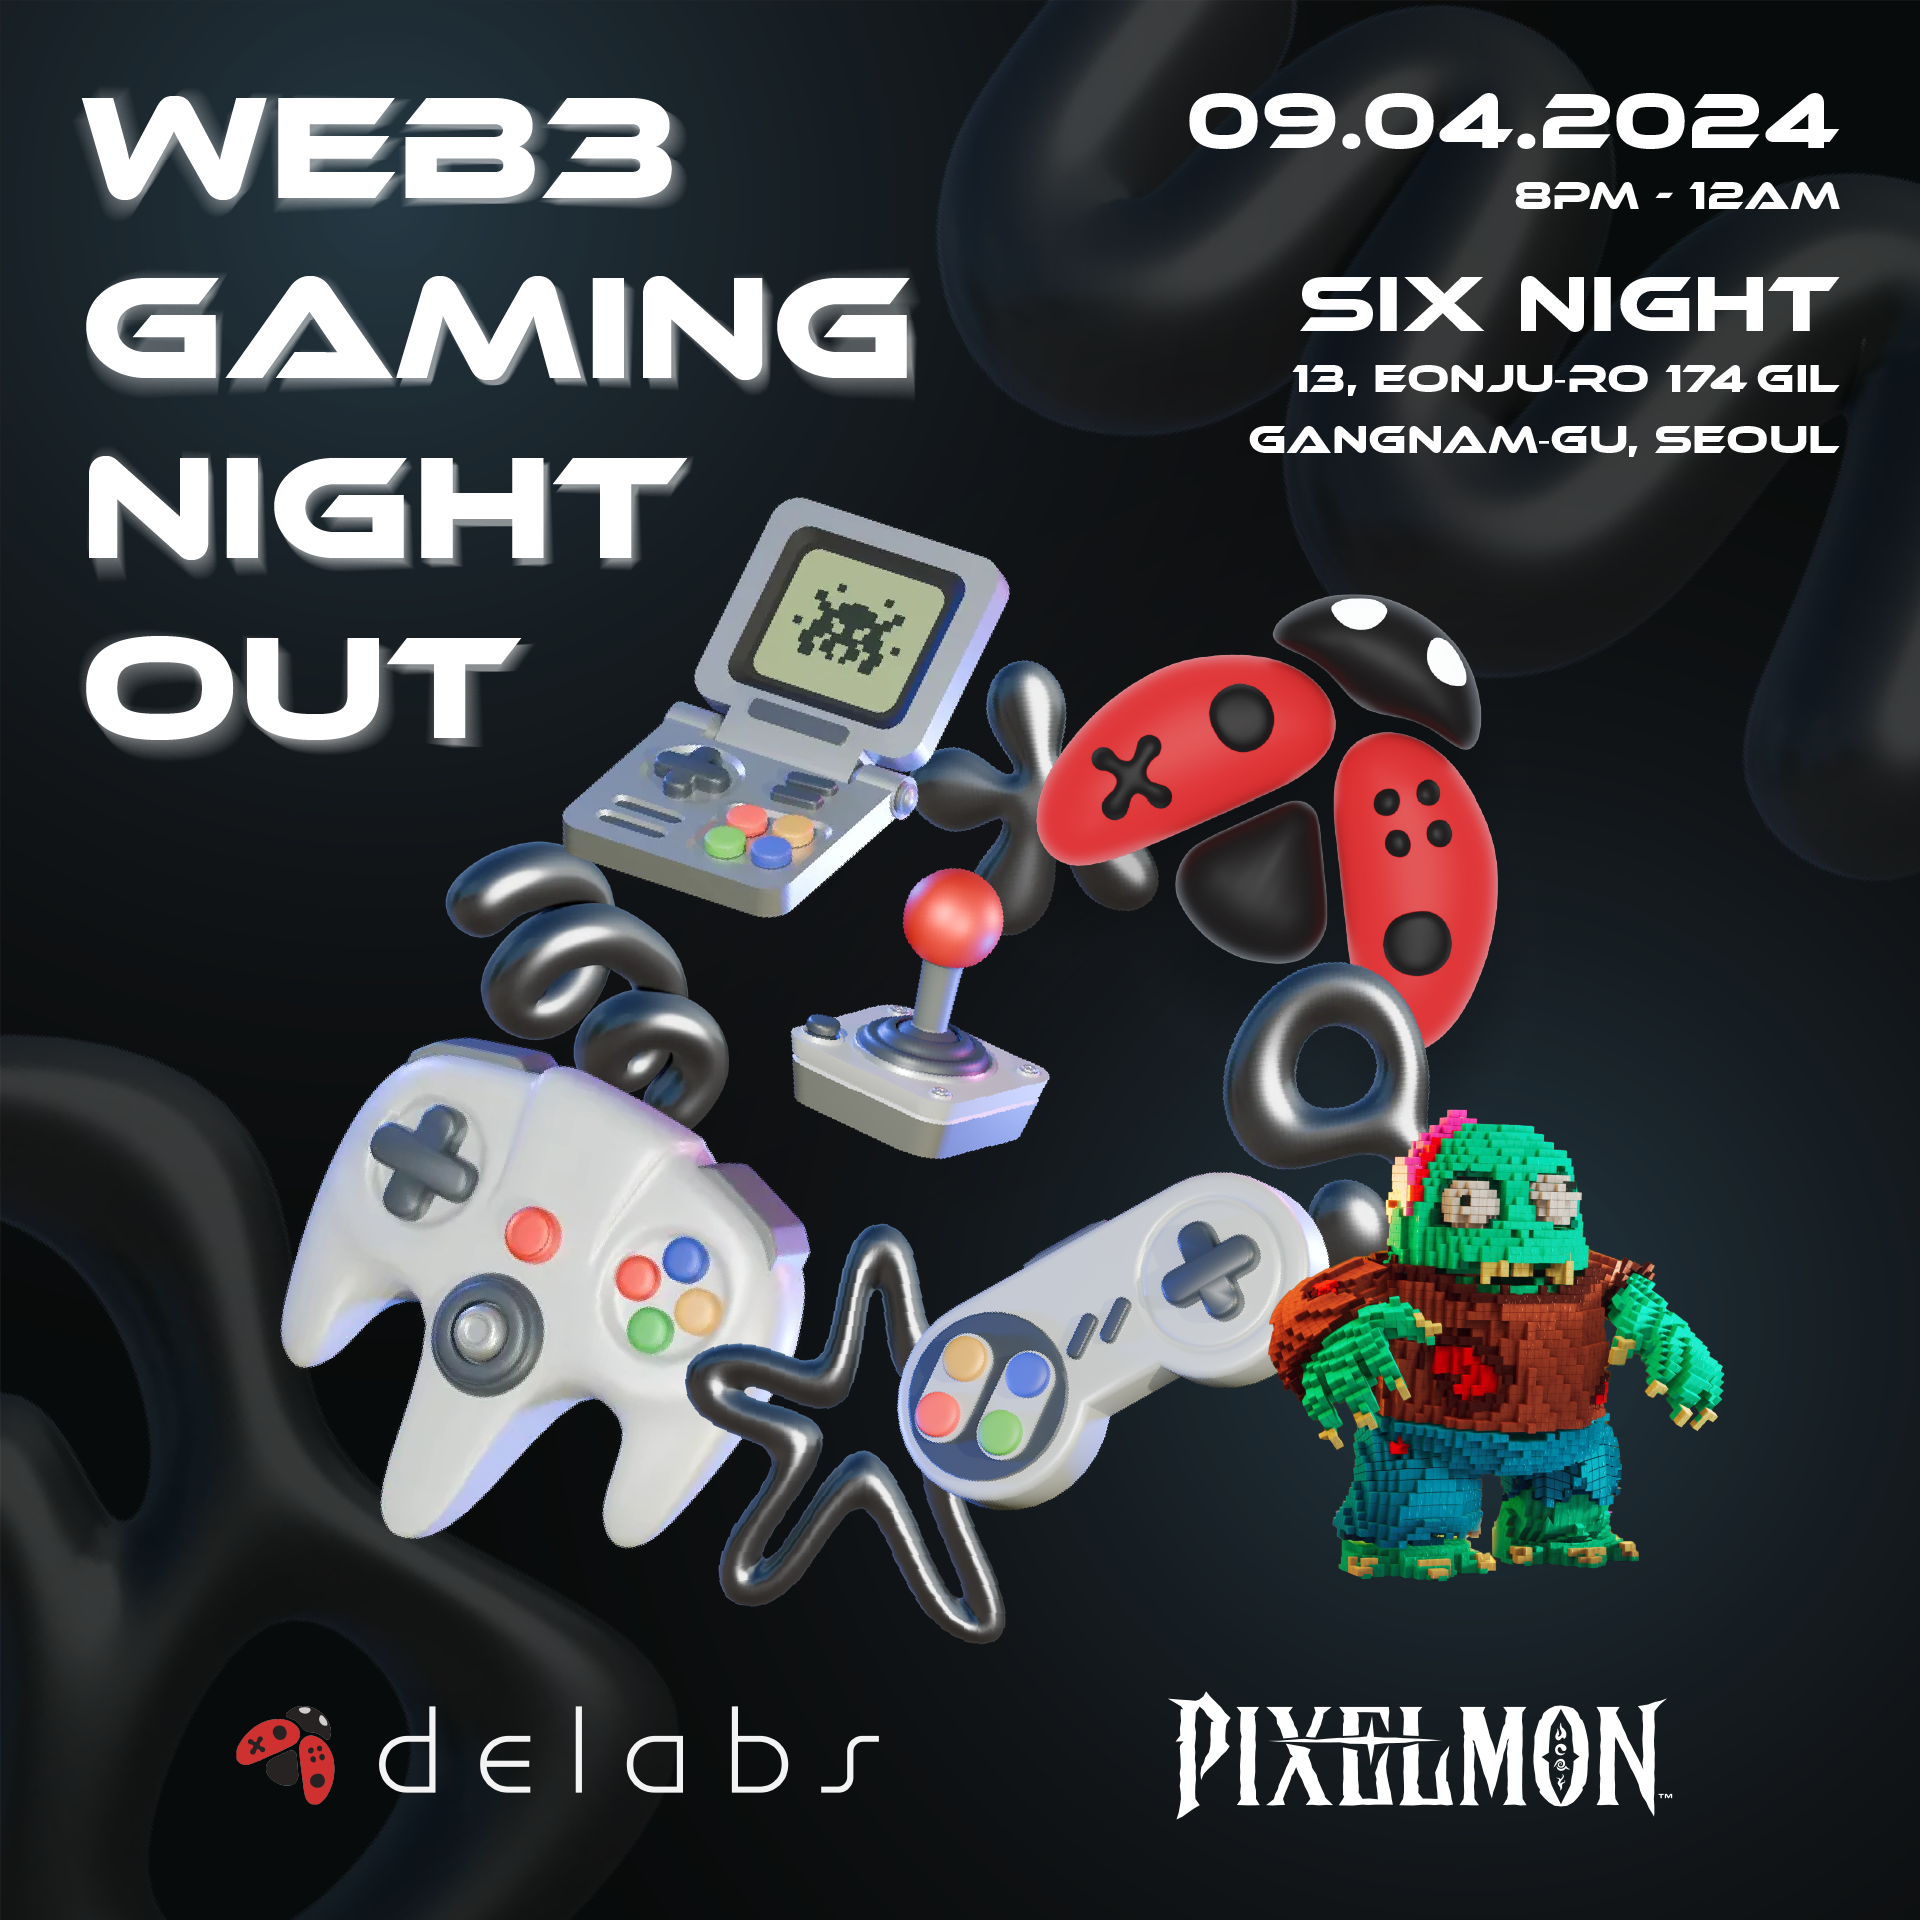 WEB3
GAMING
NIGHT
OUT
09.04.2024
8PM - 12AM
SIX NIGHT
13, EONJU-RO 174 GIL
GANGNAM-GU, SEOUL
delabs
PIXELMON™